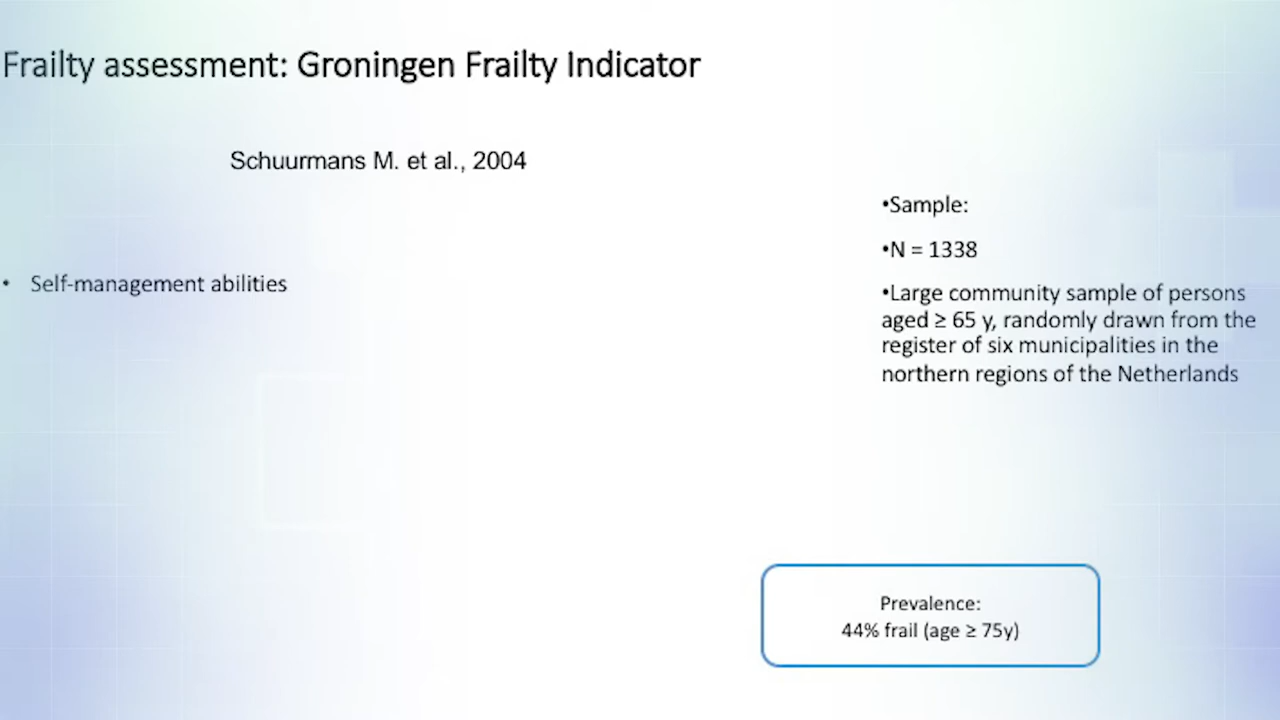 Frailty assessment: Groningen Frailty Indicator
Schuurmans M. et al., 2004
• Self-management abilities
•Sample:
•N = 1338
•Large community sample of persons
aged ≥ 65 y, randomly drawn from the
register of six municipalities in the
northern regions of the Netherlands
Prevalence:
44% frail (age ≥ 75y)